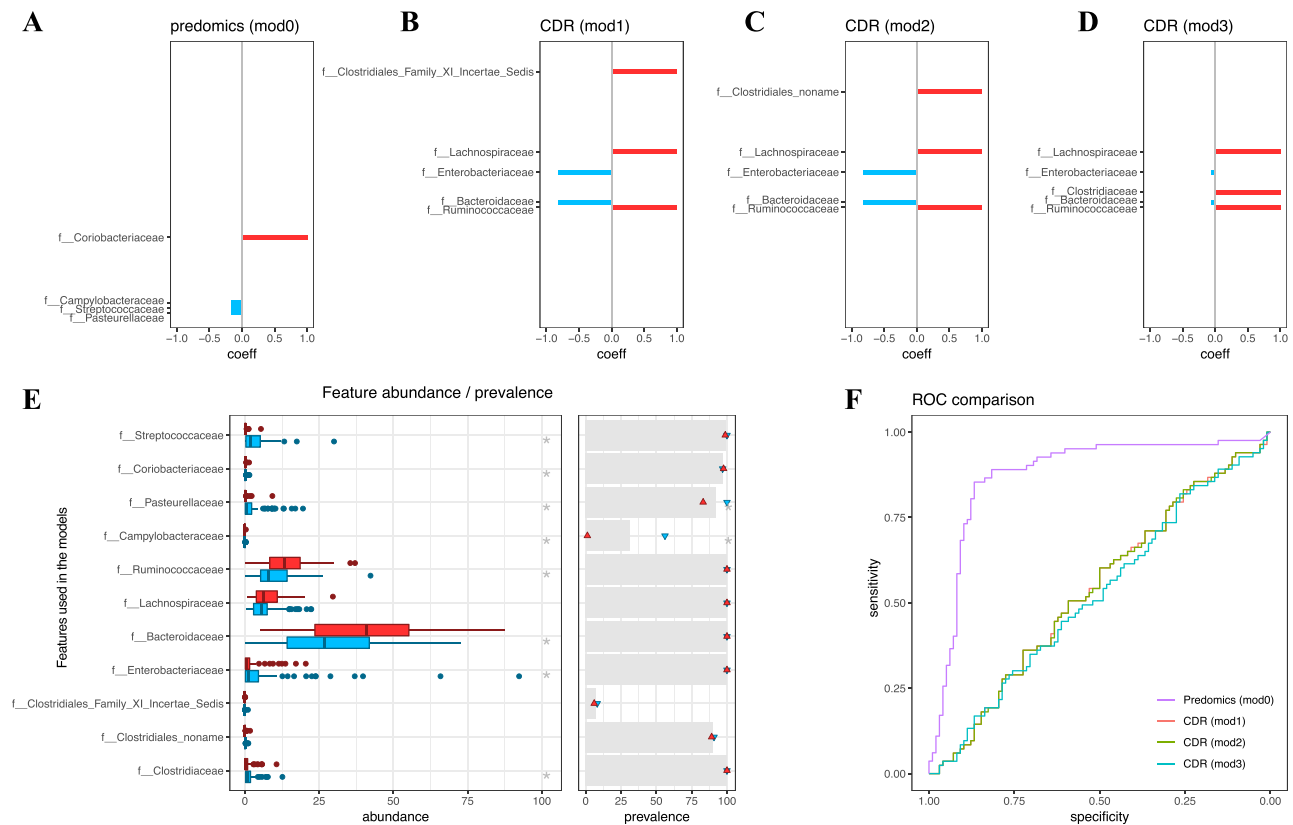 A
predomics (mod0)
f__Coriobacteriaceae
f__Campylobacteraceae
f__Streptococcaceae
f__Pasteurellaceae
−1.0 −0.5 0.0 0.5 1.0
coeff
B
CDR (mod1)
f__Clostridiales_Family_XI_Incertae_Sedis
f__Lachnospiraceae
f__Enterobacteriaceae
f__Bacteroidaceae
f__Ruminococcaceae
−1.0 −0.5 0.0 0.5 1.0
coeff
C
CDR (mod2)
f__Clostridiales_noname
f__Lachnospiraceae
f__Enterobacteriaceae
f__Bacteroidaceae
f__Ruminococcaceae
−1.0 −0.5 0.0 0.5 1.0
coeff
D
CDR (mod3)
f__Lachnospiraceae
f__Enterobacteriaceae
f__Clostridiaceae
f__Bacteroidaceae
f__Ruminococcaceae
−1.0 −0.5 0.0 0.5 1.0
coeff
E
Feature abundance / prevalence
Features used in the models
f__Streptococcaceae
*
f__Coriobacteriaceae
*
f__Pasteurellaceae
* *
f__Campylobacteraceae
* *
f__Ruminococcaceae
*
f__Lachnospiraceae
f__Bacteroidaceae
*
f__Enterobacteriaceae
*
f__Clostridiales_Family_XI_Incertae_Sedis
f__Clostridiales_noname
f__Clostridiaceae
*
0 25 50 75 100
abundance
0 25 50 75 100
prevalence
F
ROC comparison
sensitivity
1.00
0.75
0.50
0.25
0.00
Predomics (mod0)
CDR (mod1)
CDR (mod2)
CDR (mod3)
1.00 0.75 0.50 0.25 0.00
specificity